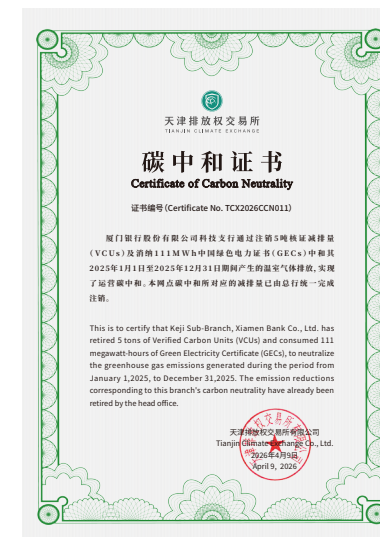 天津排放权交易所
TIANJIN CLIMATE EXCHANGE
碳中和证书
Certificate of Carbon Neutrality
证书编号(Certificate No. TCX2026CCN011)
厦门银行股份有限公司科技支行通过注销5吨核证减排量
(VCUs)及消纳111MWh中国绿色电力证书(GECs)中和其
2025年1月1日至2025年12月31日期间产生的温室气体排放,实现
了运营碳中和。本网点碳中和所对应的减排量已由总行统一完成
注销。
This is to certify that Keji Sub-Branch, Xiamen Bank Co., Ltd. has
retired 5 tons of Verified Carbon Units (VCUs) and consumed 111
megawatt-hours of Green Electricity Certificate (GECs), to neutralize
the greenhouse gas emissions generated during the period from
January 1,2025, to December 31,2025. The emission reductions
corresponding to this branch's carbon neutrality have already been
retired by the head office.
天津排放权交易所有限公司
Tianjin Climate Exchange Co., Ltd.
2026年4月9日
April 9, 2026